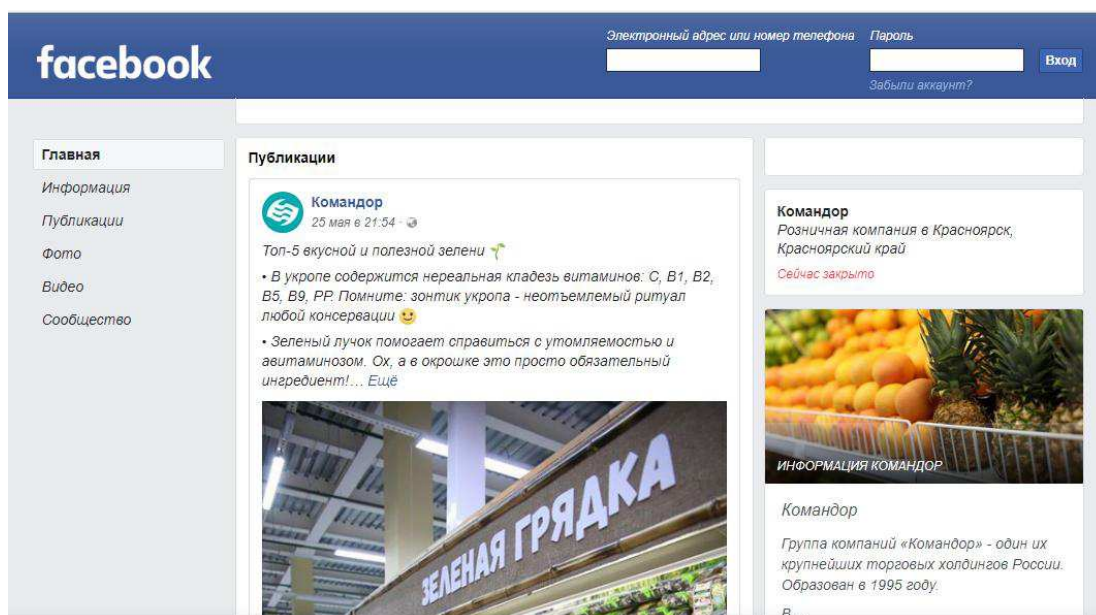 facebook
Электронный адрес или номер телефона
Пароль
Вход
Забыли аккаунт?
Главная
Информация
Публикации
Фото
Видео
Сообщество
Публикации
Командор
25 мая в 21:54 ·
Топ-5 вкусной и полезной зелени 🌱
• В укропе содержится нереальная кладезь витаминов: С, В1, В2,
В5, В9, РР. Помните: зонтик укропа - неотъемлемый ритуал
любой консервации 🙂
• Зеленый лучок помогает справиться с утомляемостью и
авитаминозом. Ох, а в окрошке это просто обязательный
ингредиент!... Ещё
ЗЕЛЕНАЯ ГРЯДКА
Командор
Розничная компания в Красноярск,
Красноярский край
Сейчас закрыто
ИНФОРМАЦИЯ КОМАНДОР
Командор
Группа компаний «Командор» - один их
крупнейших торговых холдингов России.
Образован в 1995 году.
В